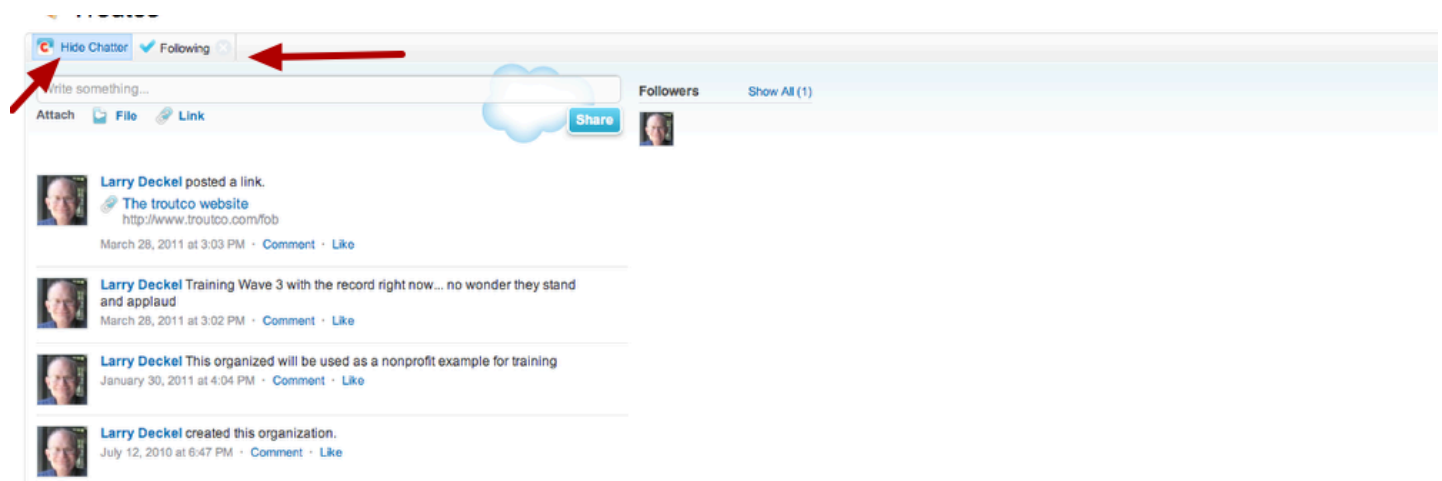 Hide Chatter Following
Write something...
Followers Show All (1)
Attach File Link
Share
Larry Deckel posted a link.
The troutco website
http://www.troutco.com/fob
March 28, 2011 at 3:03 PM · Comment · Like
Larry Deckel Training Wave 3 with the record right now... no wonder they stand
and applaud
March 28, 2011 at 3:02 PM · Comment · Like
Larry Deckel This organized will be used as a nonprofit example for training
January 30, 2011 at 4:04 PM · Comment · Like
Larry Deckel created this organization.
July 12, 2010 at 6:47 PM · Comment · Like